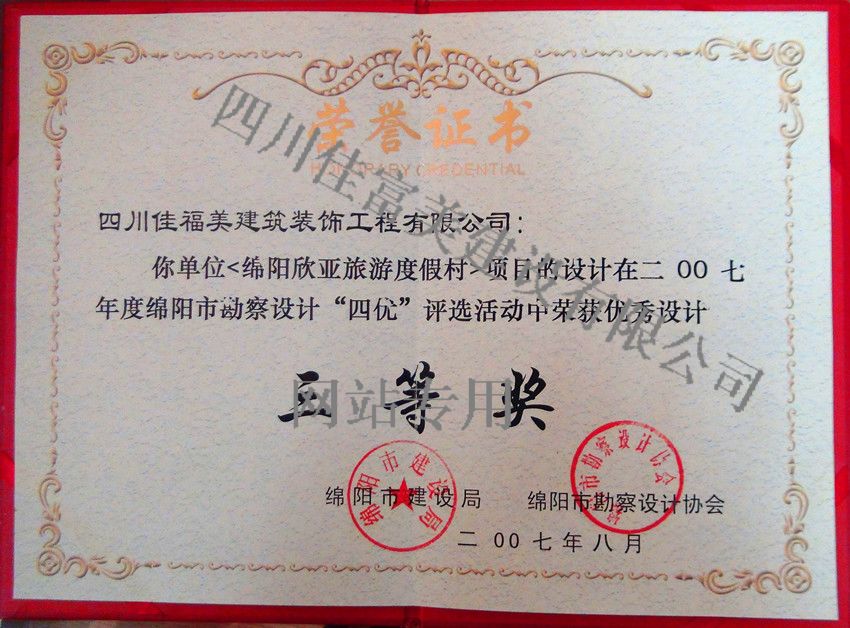 荣誉证书
HONORARY CREDENTIAL
四川佳福美建筑装饰工程有限公司：
你单位<绵阳欣亚旅游度假村>项目的设计在二00七
年度绵阳市勘察设计“四优”评选活动中荣获优秀设计
三等奖
绵阳市建设局 绵阳市勘察设计协会
二00七年八月
绵阳市建设局
绵阳市勘察设计协会
四川佳富美建设有限公司
网站专用